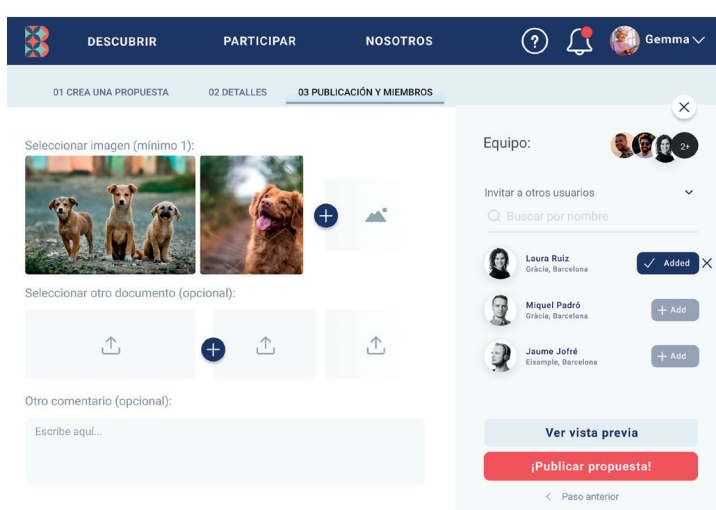 DESCUBRIR
PARTICIPAR
NOSOTROS
?
Gemma
01 CREA UNA PROPUESTA
02 DETALLES
03 PUBLICACIÓN Y MIEMBROS
Seleccionar imagen (mínimo 1):
Seleccionar otro documento (opcional):
Otro comentario (opcional):
Escribe aquí...
Equipo:
2+
Invitar a otros usuarios
Buscar por nombre
Laura Ruiz
Gràcia, Barcelona
Added
Miquel Padró
Gràcia, Barcelona
+ Add
Jaume Jofré
Eixample, Barcelona
+ Add
Ver vista previa
¡Publicar propuesta!
< Paso anterior